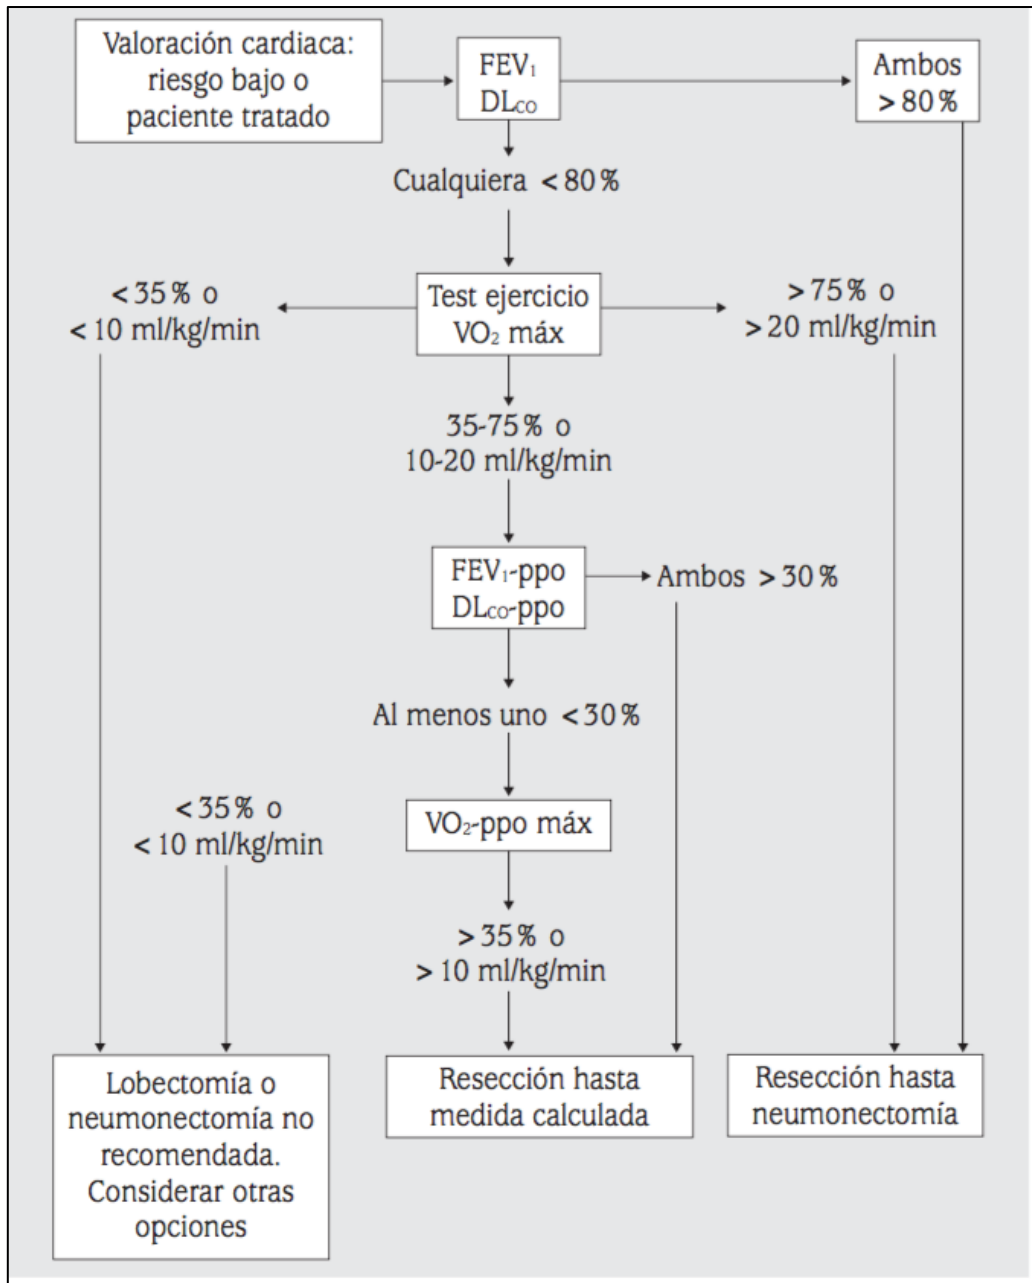 Valoración cardiaca:
riesgo bajo o
paciente tratado
FEV₁
DLCO
Ambos
> 80 %
Cualquiera < 80 %
< 35 % o
< 10 ml/kg/min
Test ejercicio
VO₂ máx
> 75 % o
> 20 ml/kg/min
35-75 % o
10-20 ml/kg/min
FEV₁-ppo
DLCO-ppo
Ambos > 30 %
Al menos uno < 30 %
< 35 % o
< 10 ml/kg/min
VO₂-ppo máx
> 35 % o
> 10 ml/kg/min
Lobectomía o
neumonectomía no
recomendada.
Considerar otras
opciones
Resección hasta
medida calculada
Resección hasta
neumonectomía